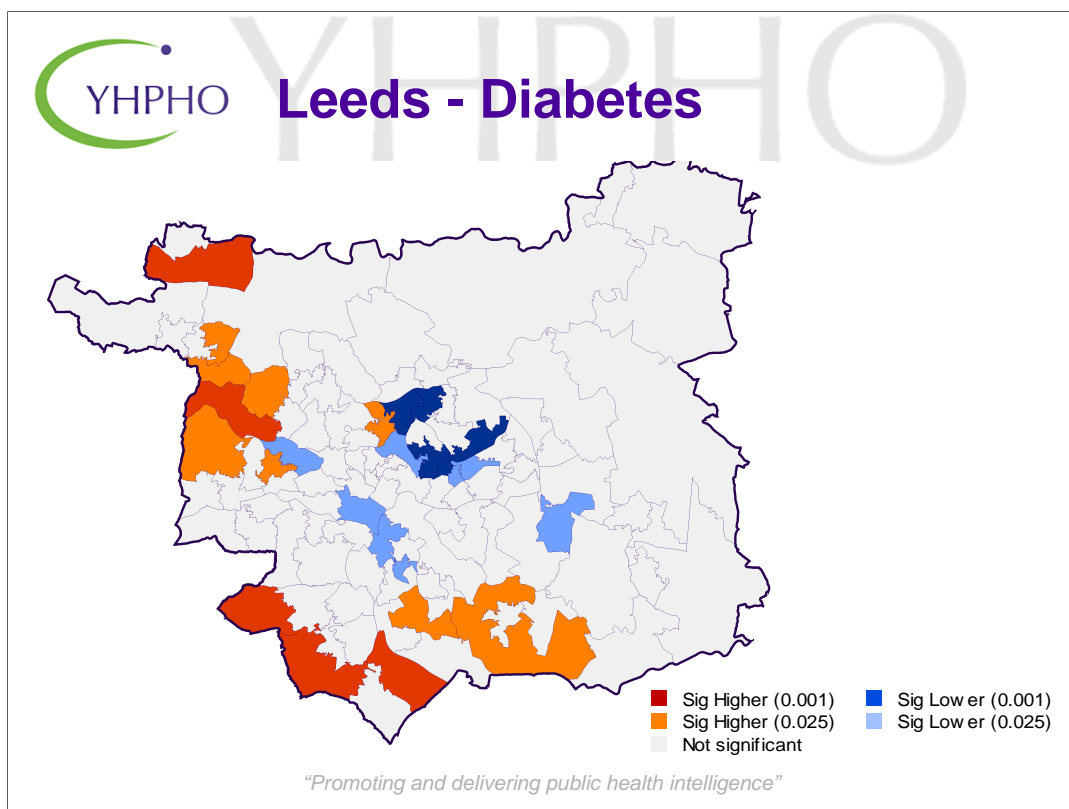 YHPHO
YHPHO
Leeds - Diabetes
Sig Higher (0.001)
Sig Lower (0.001)
Sig Higher (0.025)
Sig Lower (0.025)
Not significant
“Promoting and delivering public health intelligence”